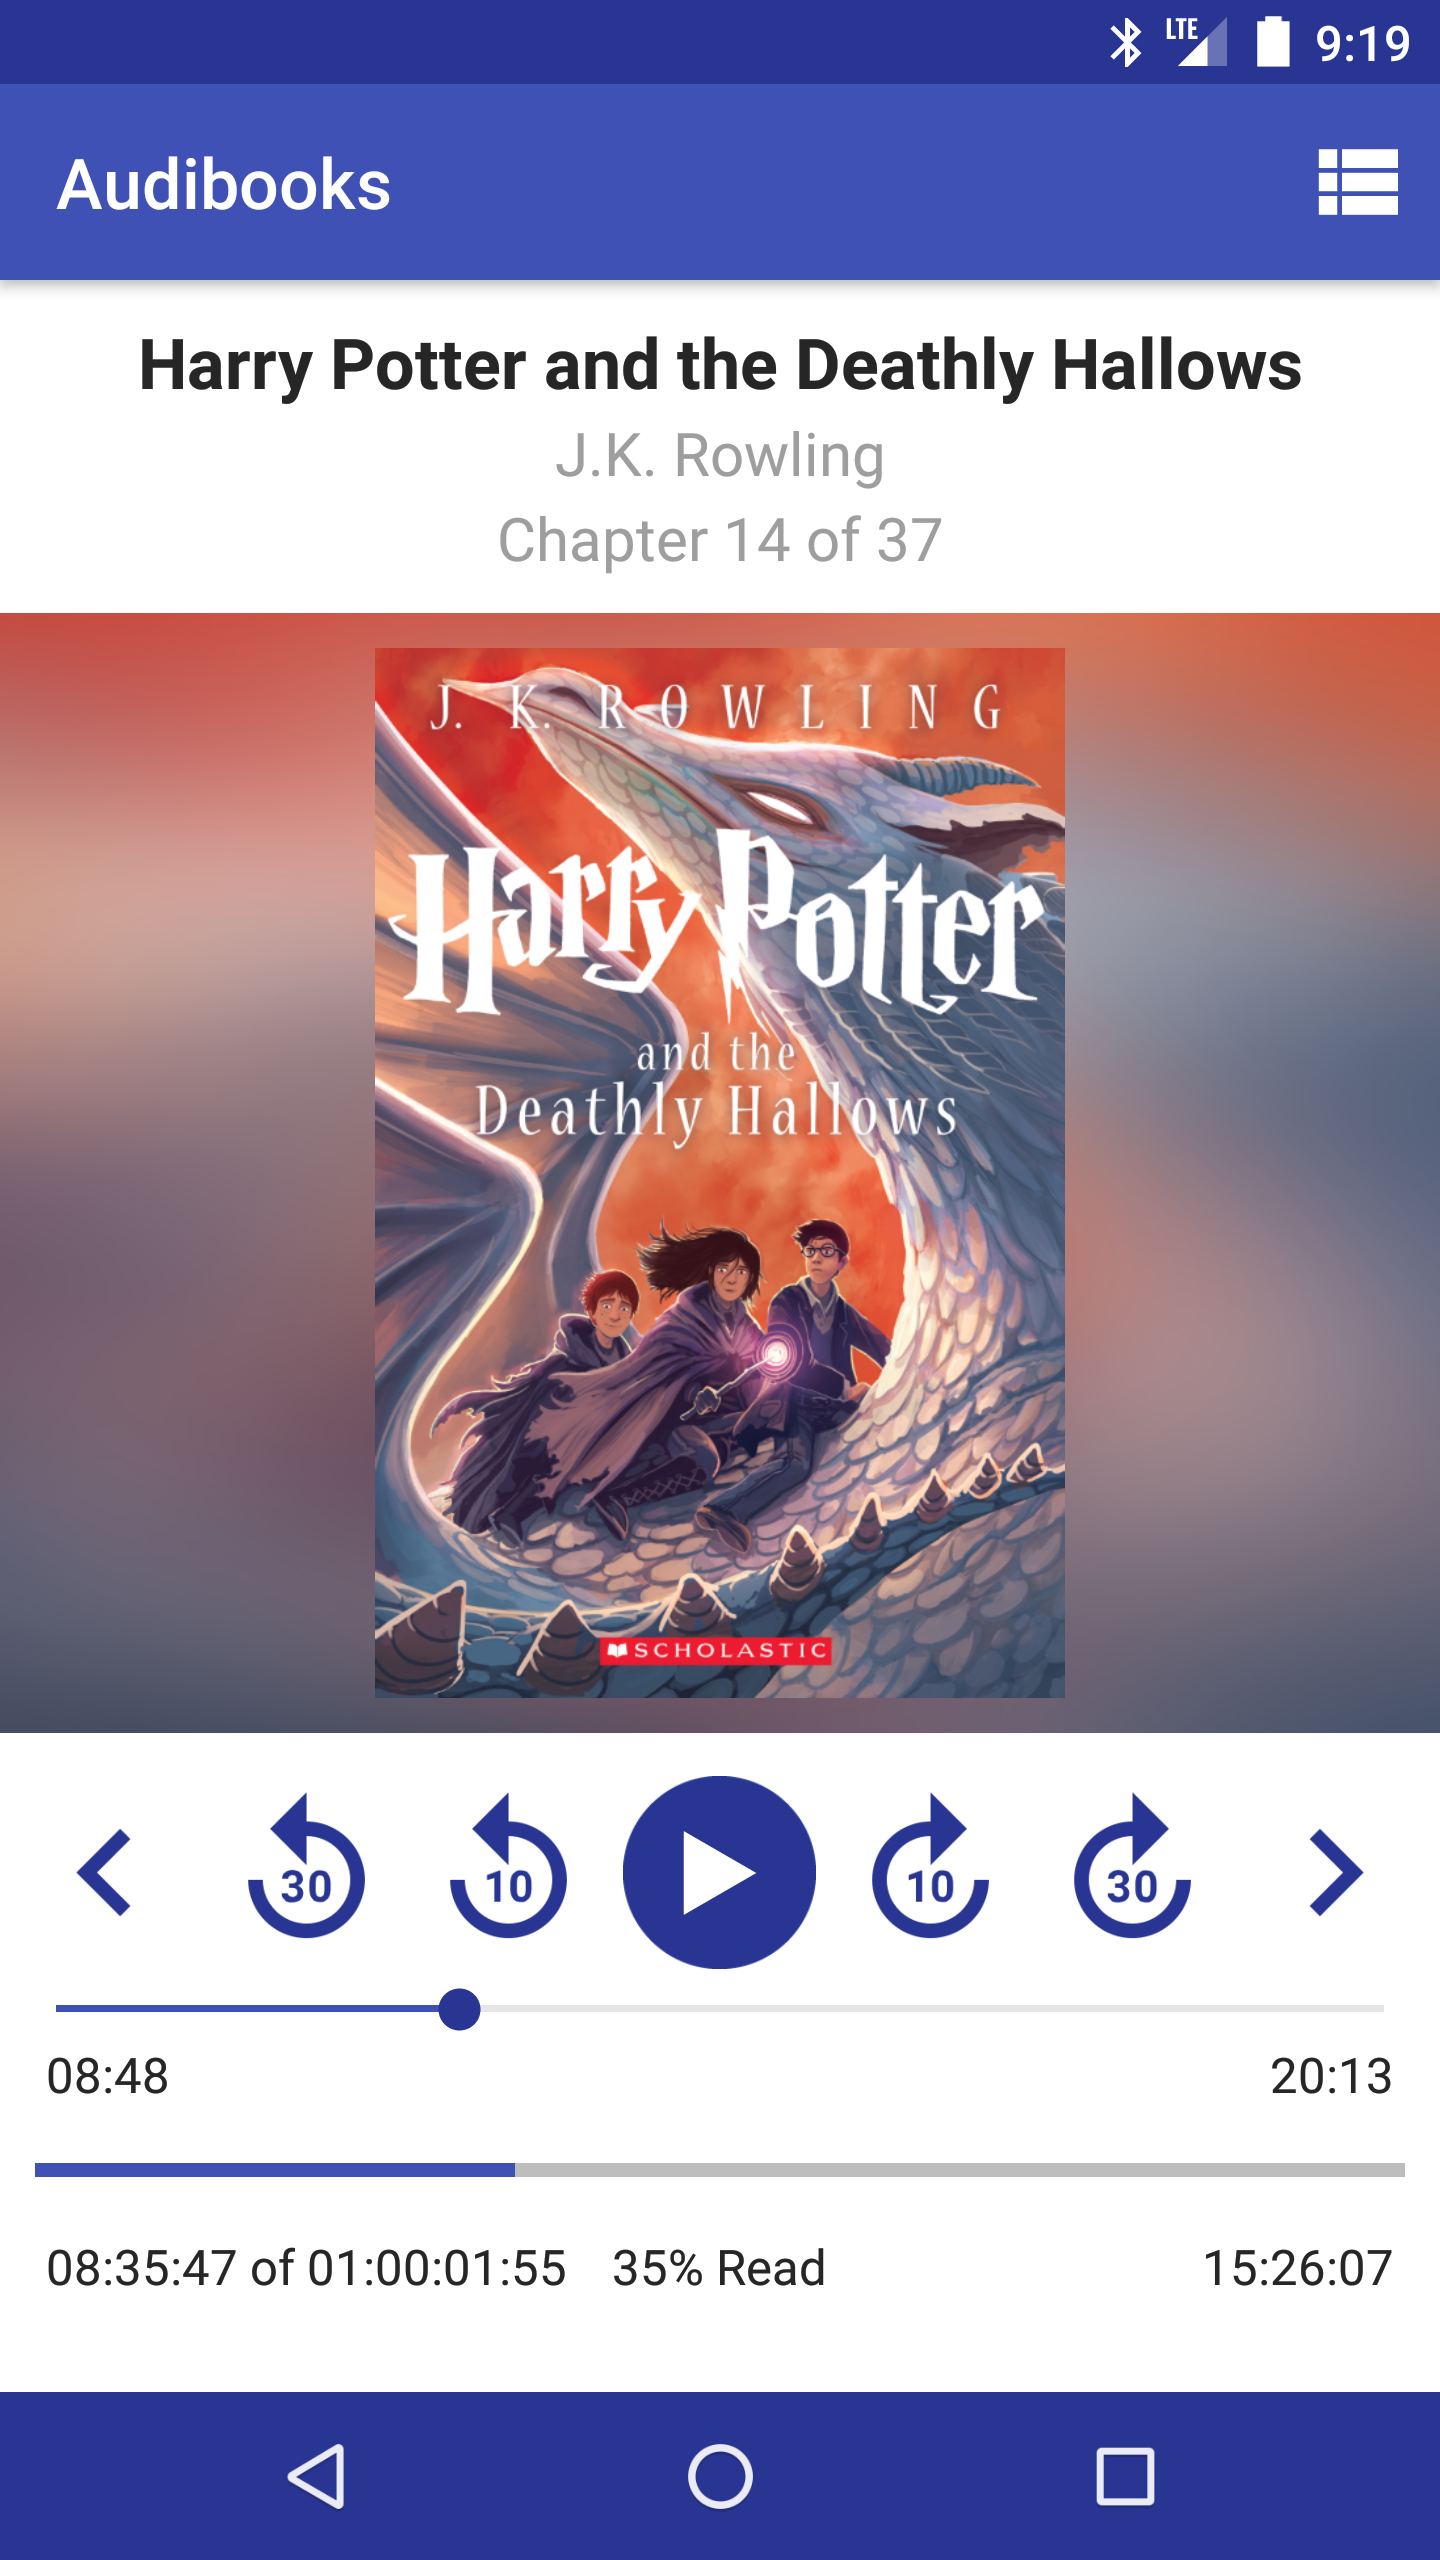 LTE 9:19
Audibooks
Harry Potter and the Deathly Hallows
J.K. Rowling
Chapter 14 of 37
J. K. ROWLING
Harry Potter
and the
Deathly Hallows
SCHOLASTIC
30 10 10 30
08:48 20:13
08:35:47 of 01:00:01:55 35% Read 15:26:07